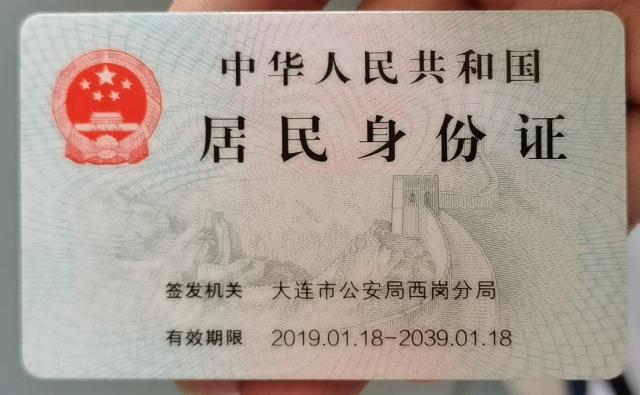 中华人民共和国
居民身份证
签发机关 大连市公安局西岗分局
有效期限 2019.01.18-2039.01.18